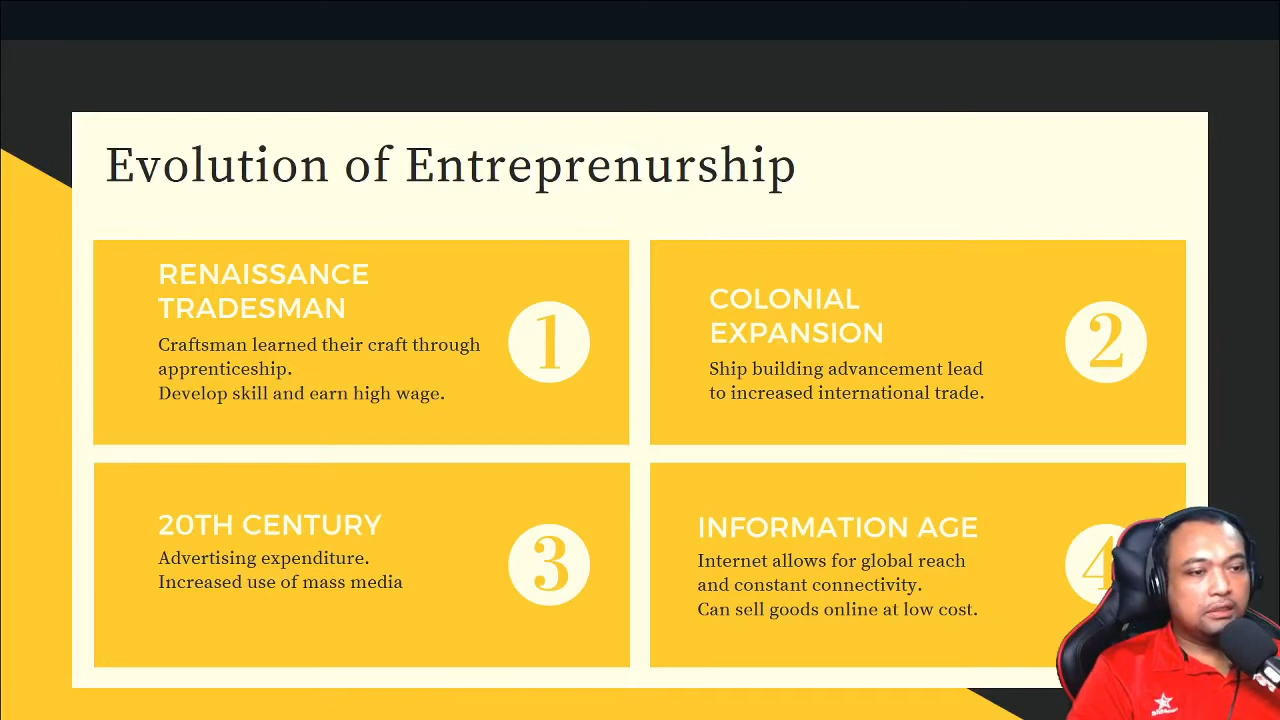 Evolution of Entreprenurship
RENAISSANCE
TRADESMAN
Craftsman learned their craft through
apprenticeship.
Develop skill and earn high wage.
1
COLONIAL
EXPANSION
Ship building advancement lead
to increased international trade.
2
20TH CENTURY
Advertising expenditure.
Increased use of mass media
3
INFORMATION AGE
Internet allows for global reach
and constant connectivity.
Can sell goods online at low cost.
4